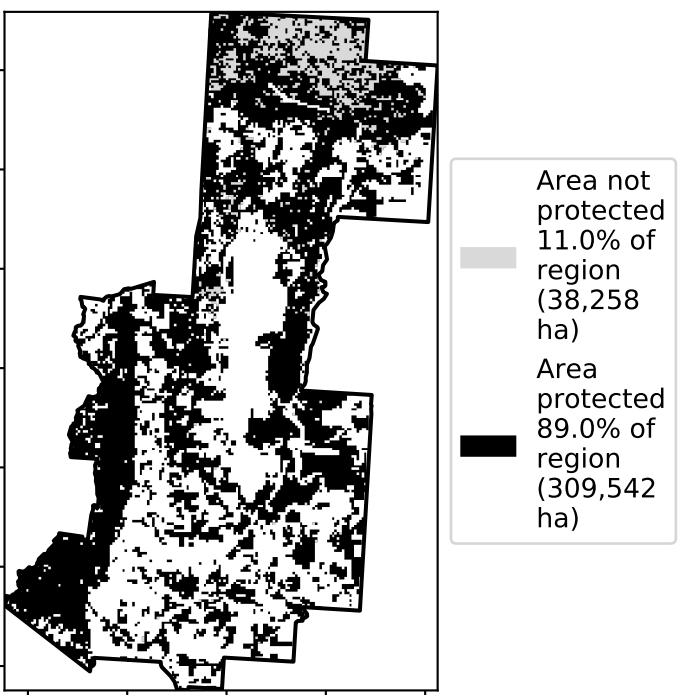 Area not
protected
11.0% of
region
(38,258
ha)
Area
protected
89.0% of
region
(309,542
ha)